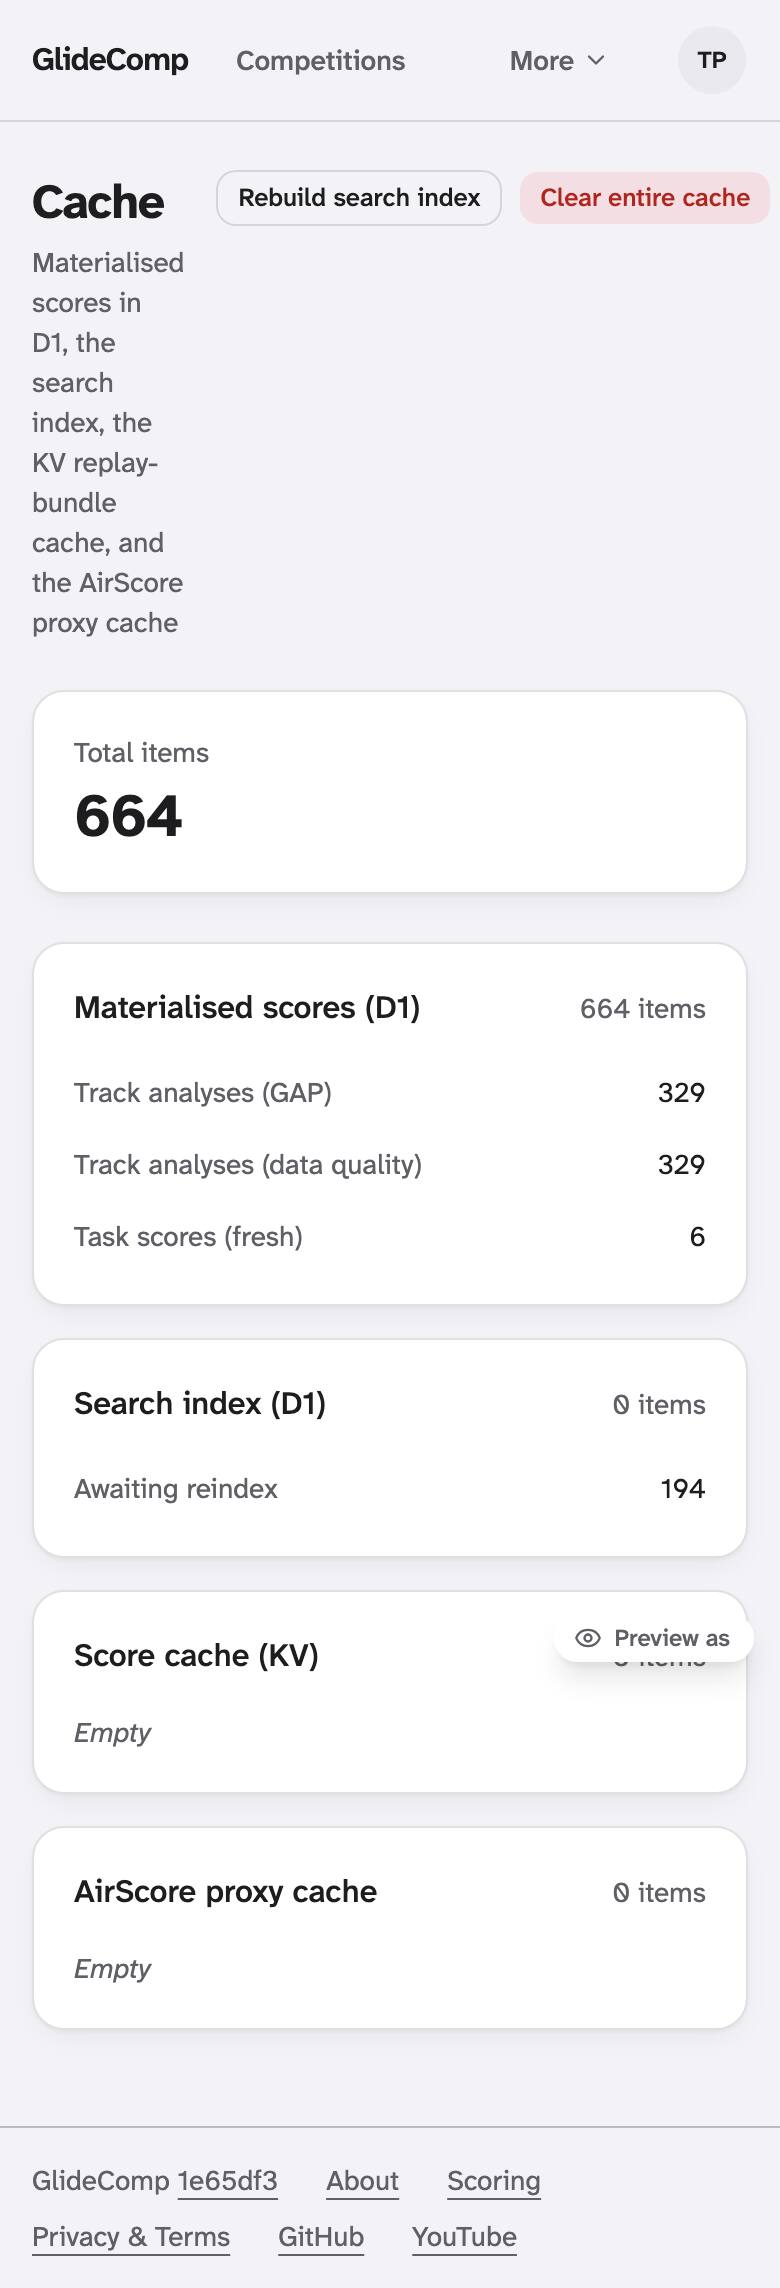 GlideComp Competitions More TP
Cache Rebuild search index Clear entire cache
Materialised
scores in
D1, the
search
index, the
KV replay-
bundle
cache, and
the AirScore
proxy cache
Total items
664
Materialised scores (D1) 664 items
Track analyses (GAP) 329
Track analyses (data quality) 329
Task scores (fresh) 6
Search index (D1) 0 items
Awaiting reindex 194
Preview as
Score cache (KV) items
Empty
AirScore proxy cache 0 items
Empty
GlideComp 1e65df3 About Scoring
Privacy & Terms GitHub YouTube